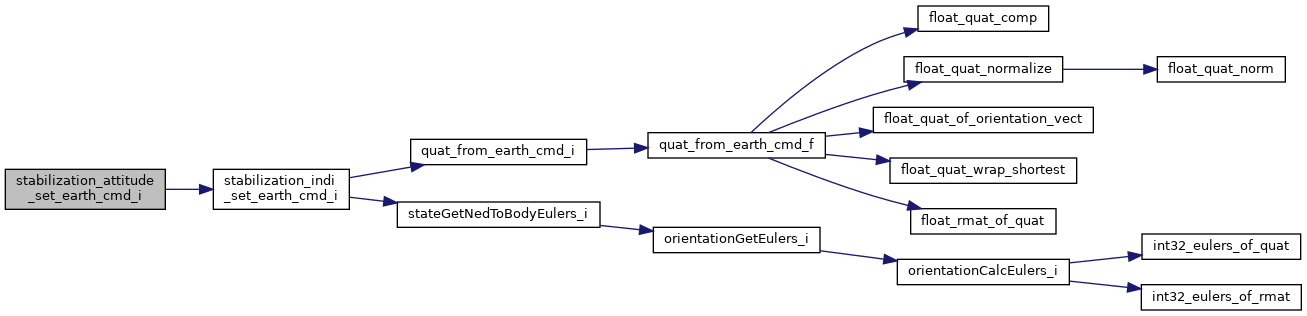 stabilization_attitude
_set_earth_cmd_i
stabilization_indi
_set_earth_cmd_i
quat_from_earth_cmd_i
quat_from_earth_cmd_f
float_quat_comp
float_quat_normalize
float_quat_norm
float_quat_of_orientation_vect
float_quat_wrap_shortest
float_rmat_of_quat
stateGetNedToBodyEulers_i
orientationGetEulers_i
orientationCalcEulers_i
int32_eulers_of_quat
int32_eulers_of_rmat